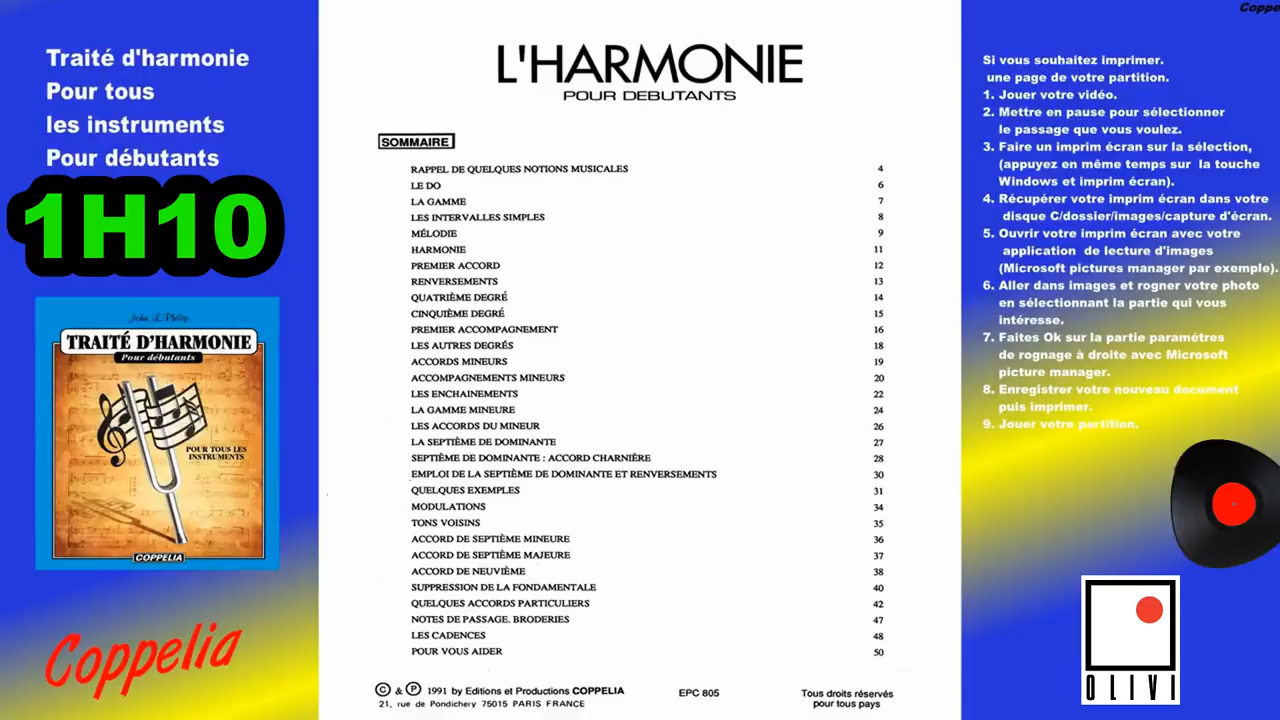 Traité d'harmonie
Pour tous
les instruments
Pour débutants
1H10
John L. Philip
TRAITÉ D'HARMONIE
Pour débutants
POUR TOUS LES
INSTRUMENTS
COPPELIA
Coppelia
L'HARMONIE
POUR DEBUTANTS
SOMMAIRE
RAPPEL DE QUELQUES NOTIONS MUSICALES 4
LE DO 6
LA GAMME 7
LES INTERVALLES SIMPLES 8
MÉLODIE 9
HARMONIE 11
PREMIER ACCORD 12
RENVERSEMENTS 13
QUATRIÈME DEGRÉ 14
CINQUIÈME DEGRÉ 15
PREMIER ACCOMPAGNEMENT 16
LES AUTRES DEGRÉS 18
ACCORDS MINEURS 19
ACCOMPAGNEMENTS MINEURS 20
LES ENCHAINEMENTS 22
LA GAMME MINEURE 24
LES ACCORDS DU MINEUR 26
LA SEPTIÈME DE DOMINANTE 27
SEPTIÈME DE DOMINANTE : ACCORD CHARNIÈRE 28
EMPLOI DE LA SEPTIÈME DE DOMINANTE ET RENVERSEMENTS 30
QUELQUES EXEMPLES 31
MODULATIONS 34
TONS VOISINS 35
ACCORD DE SEPTIÈME MINEURE 36
ACCORD DE SEPTIÈME MAJEURE 37
ACCORD DE NEUVIÈME 38
SUPPRESSION DE LA FONDAMENTALE 40
QUELQUES ACCORDS PARTICULIERS 42
NOTES DE PASSAGE. BRODERIES 47
LES CADENCES 48
POUR VOUS AIDER 50
© & ℗ 1991 by Editions et Productions COPPELIA
21, rue de Pondichery 75015 PARIS FRANCE
EPC 805
Tous droits réservés
pour tous pays
Coppe
Si vous souhaitez imprimer.
une page de votre partition.
1. Jouer votre vidéo.
2. Mettre en pause pour sélectionner
le passage que vous voulez.
3. Faire un imprim écran sur la sélection,
(appuyez en même temps sur la touche
Windows et imprim écran).
4. Récupérer votre imprim écran dans votre
disque C/dossier/images/capture d'écran.
5. Ouvrir votre imprim écran avec votre
application de lecture d'images
(Microsoft pictures manager par exemple).
6. Aller dans images et rogner votre photo
en sélectionnant la partie qui vous
intéresse.
7. Faites Ok sur la partie paramétres
de rognage à droite avec Microsoft
picture manager.
8. Enregistrer votre nouveau document
puis imprimer.
9. Jouer votre partition.
OLIVI